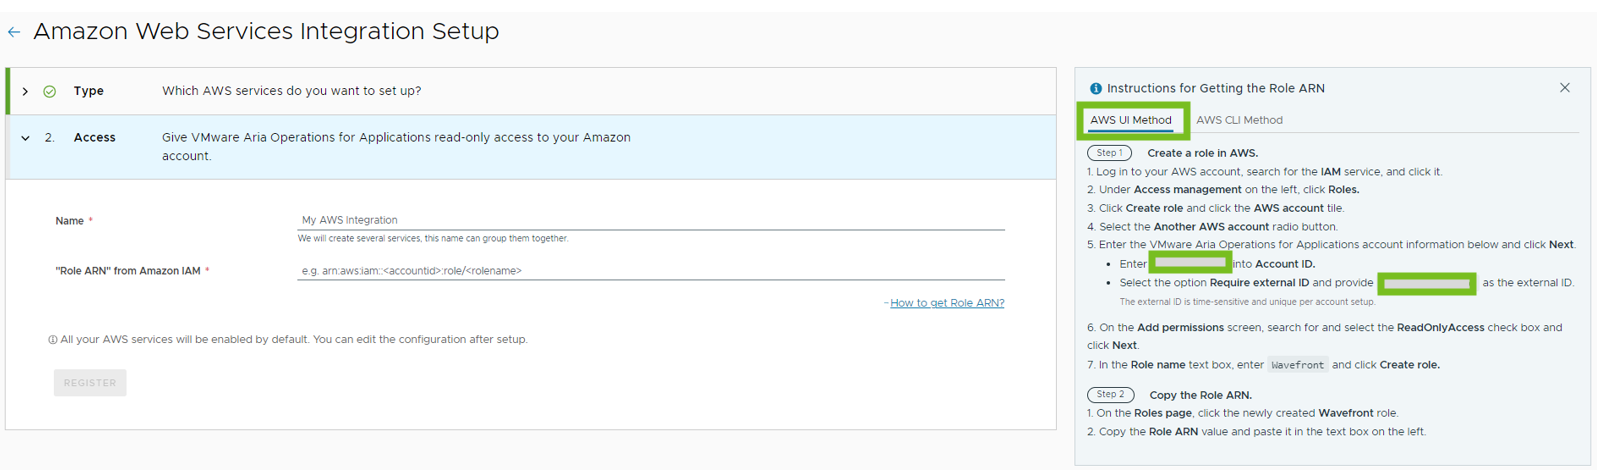 Amazon Web Services Integration Setup
Type Which AWS services do you want to set up?
2. Access Give VMware Aria Operations for Applications read-only access to your Amazon
account.
Name * My AWS Integration
We will create several services, this name can group them together.
"Role ARN" from Amazon IAM * e.g. arn:aws:iam::<accountid>:role/<rolename>
How to get Role ARN?
All your AWS services will be enabled by default. You can edit the configuration after setup.
REGISTER
Instructions for Getting the Role ARN
AWS UI Method AWS CLI Method
Step 1 Create a role in AWS.
1. Log in to your AWS account, search for the IAM service, and click it.
2. Under Access management on the left, click Roles.
3. Click Create role and click the AWS account tile.
4. Select the Another AWS account radio button.
5. Enter the VMware Aria Operations for Applications account information below and click Next.
• Enter into Account ID.
• Select the option Require external ID and provide as the external ID.
The external ID is time-sensitive and unique per account setup.
6. On the Add permissions screen, search for and select the ReadOnlyAccess check box and
click Next.
7. In the Role name text box, enter Wavefront and click Create role.
Step 2 Copy the Role ARN.
1. On the Roles page, click the newly created Wavefront role.
2. Copy the Role ARN value and paste it in the text box on the left.